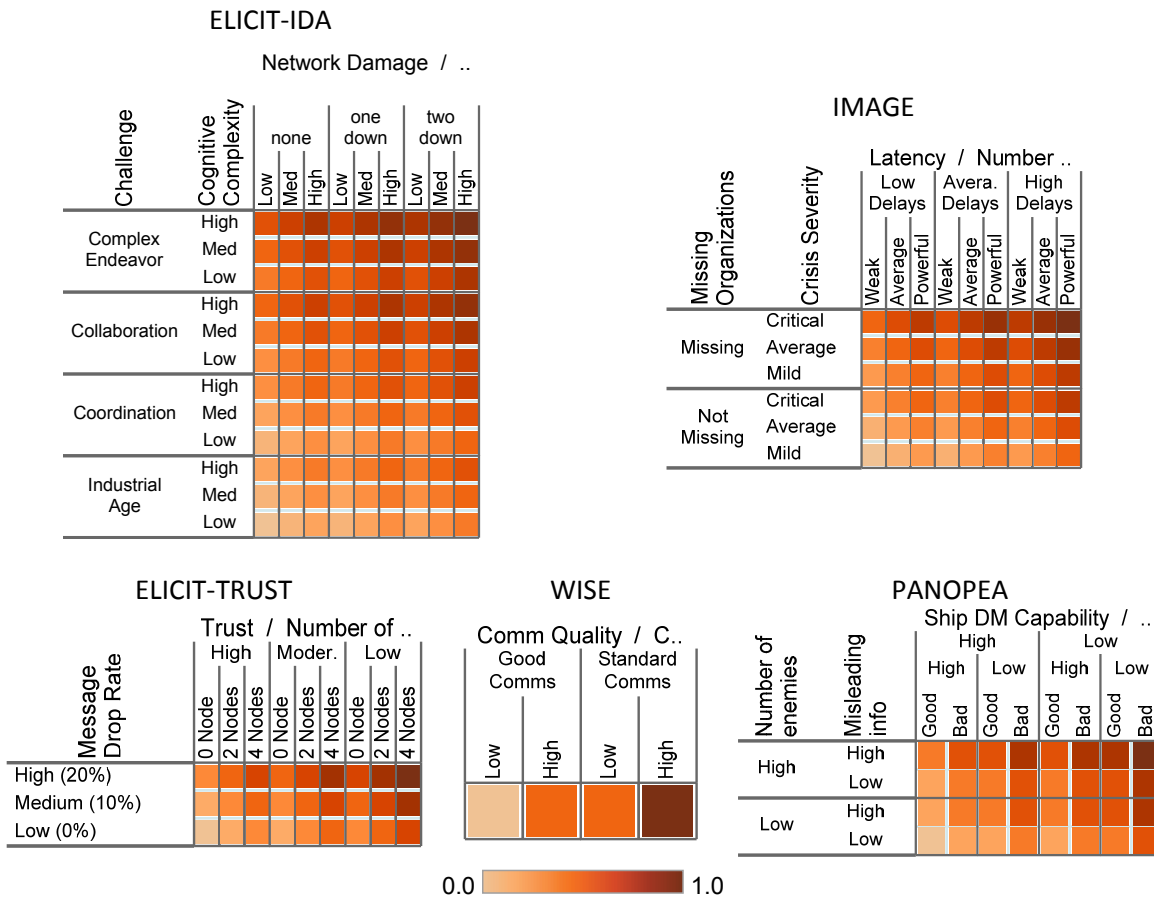 ELICIT-IDA
Network Damage / ..
Challenge
Cognitive
Complexity
none
one
down
two
down
Low
Med
High
Low
Med
High
Low
Med
High
Complex
Endeavor
High
Med
Low
Collaboration
High
Med
Low
Coordination
High
Med
Low
Industrial
Age
High
Med
Low
IMAGE
Latency / Number ..
Missing
Organizations
Crisis Severity
Low
Delays
Avera.
Delays
High
Delays
Weak
Average
Powerful
Weak
Average
Powerful
Weak
Average
Powerful
Missing
Critical
Average
Mild
Not
Missing
Critical
Average
Mild
ELICIT-TRUST
Trust / Number of ..
Message
Drop Rate
High
Moder.
Low
0 Node
2 Nodes
4 Nodes
0 Node
2 Nodes
4 Nodes
0 Node
2 Nodes
4 Nodes
High (20%)
Medium (10%)
Low (0%)
WISE
Comm Quality / C..
Good
Comms
Standard
Comms
Low
High
Low
High
PANOPEA
Ship DM Capability / ..
Number of
enemies
Misleading
info
High
Low
High
Low
High
Low
Good
Bad
Good
Bad
Good
Bad
Good
Bad
High
High
Low
Low
High
Low
0.0
1.0